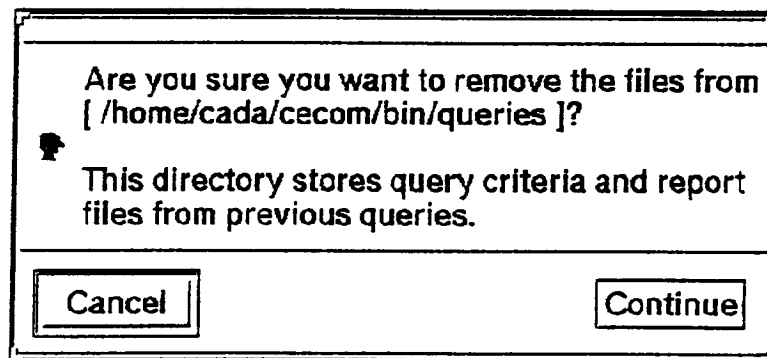 Are you sure you want to remove the files from
[ /home/cada/cecom/bin/queries ]?
This directory stores query criteria and report
files from previous queries.
Cancel
Continue